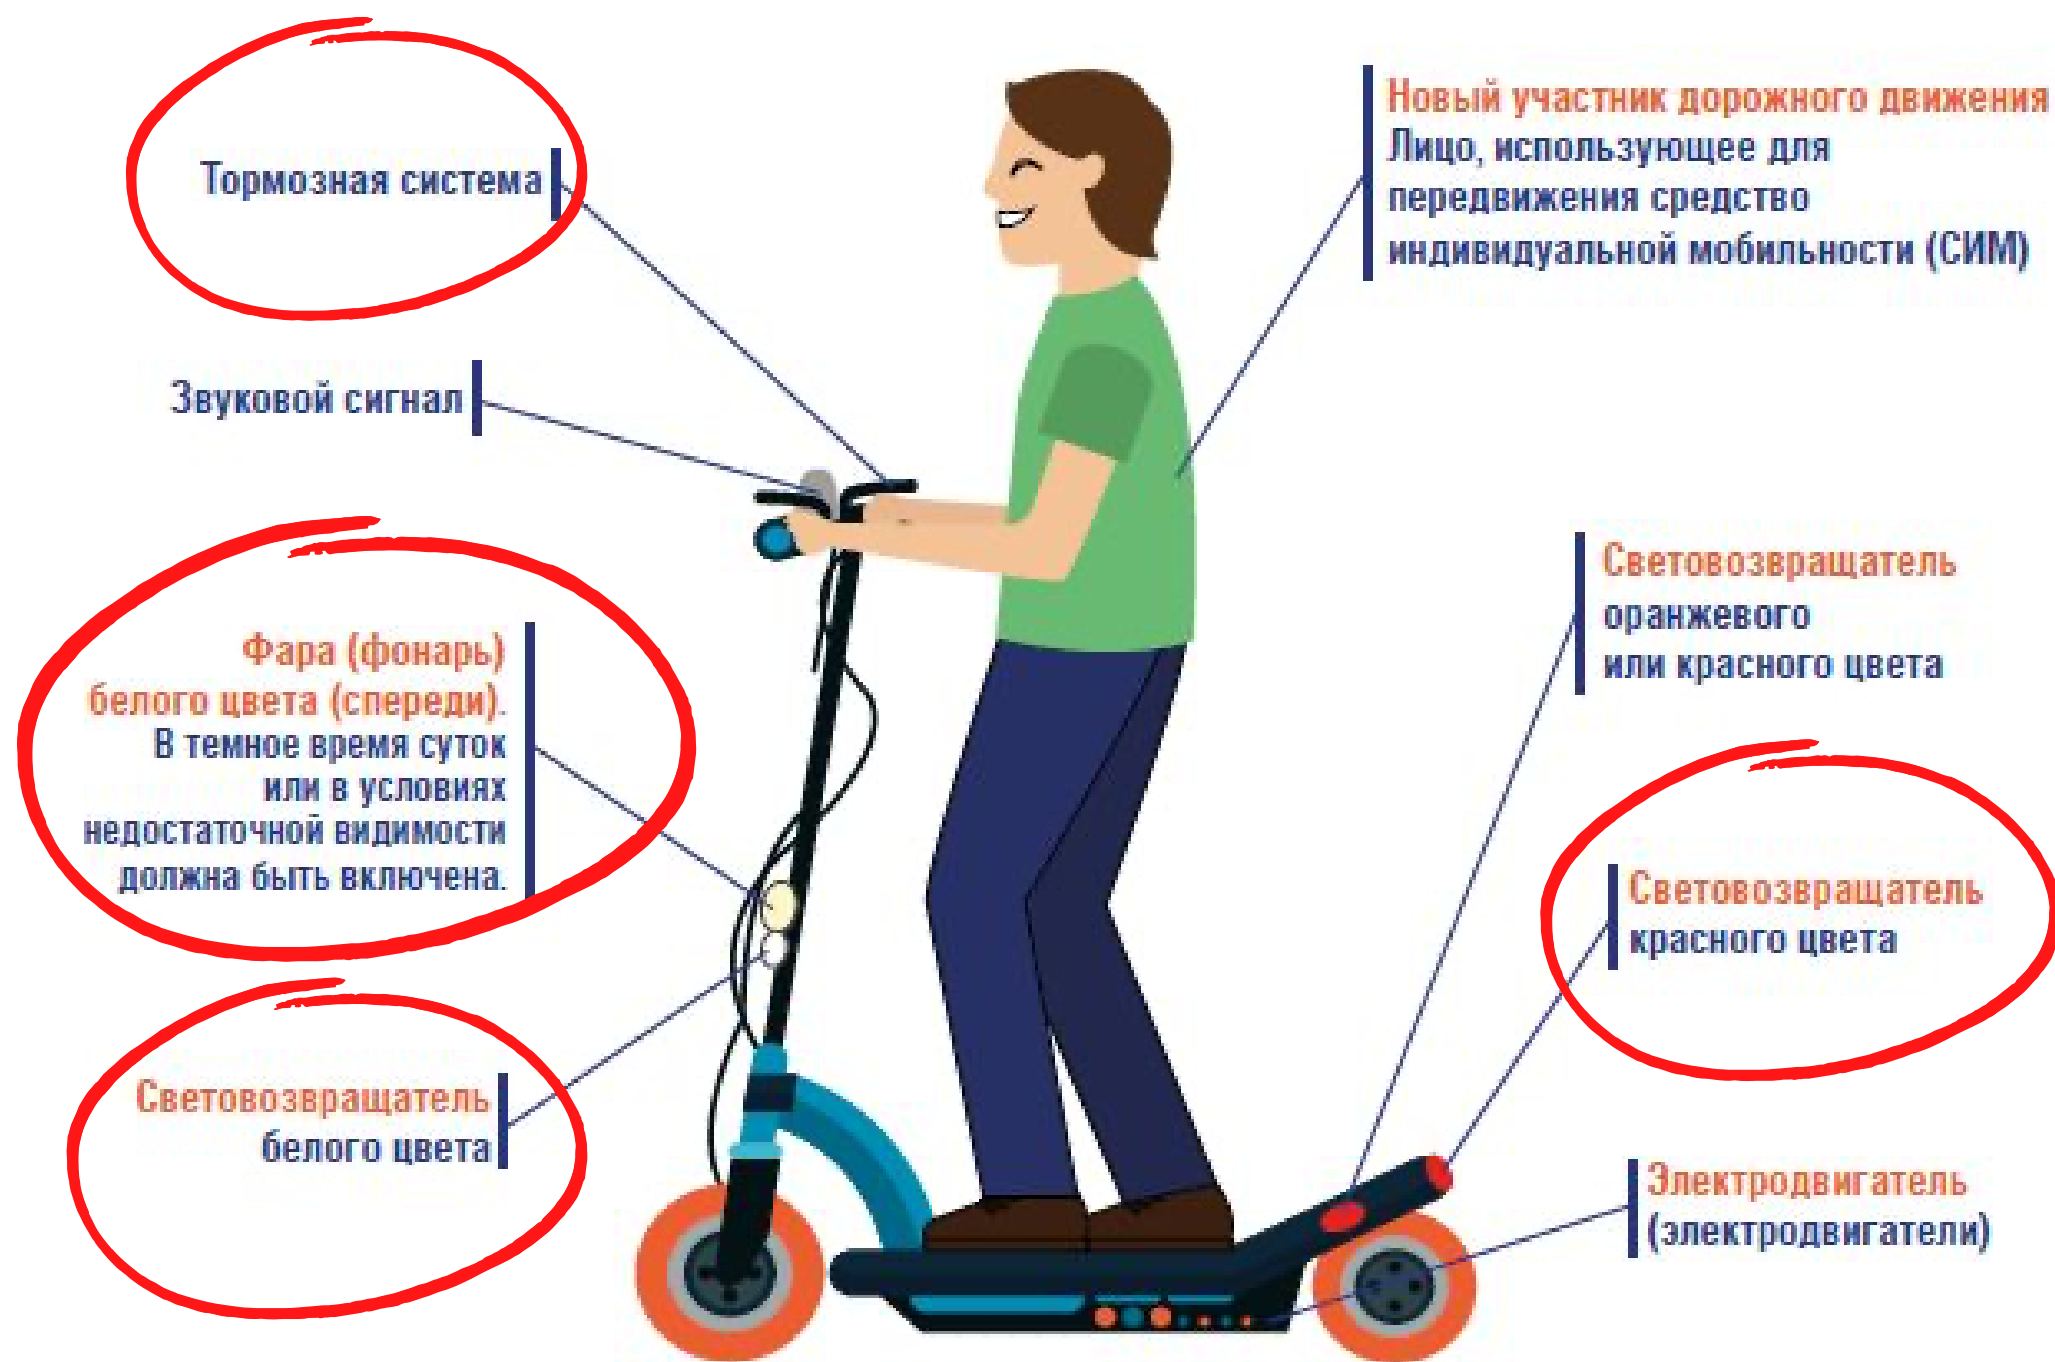 Тормозная система
Звуковой сигнал
Фара (фонарь)
белого цвета (спереди).
В темное время суток
или в условиях
недостаточной видимости
должна быть включена.
Световозвращатель
белого цвета
Новый участник дорожного движения
Лицо, использующее для
передвижения средство
индивидуальной мобильности (СИМ)
Световозвращатель
оранжевого
или красного цвета
Световозвращатель
красного цвета
Электродвигатель
(электродвигатели)